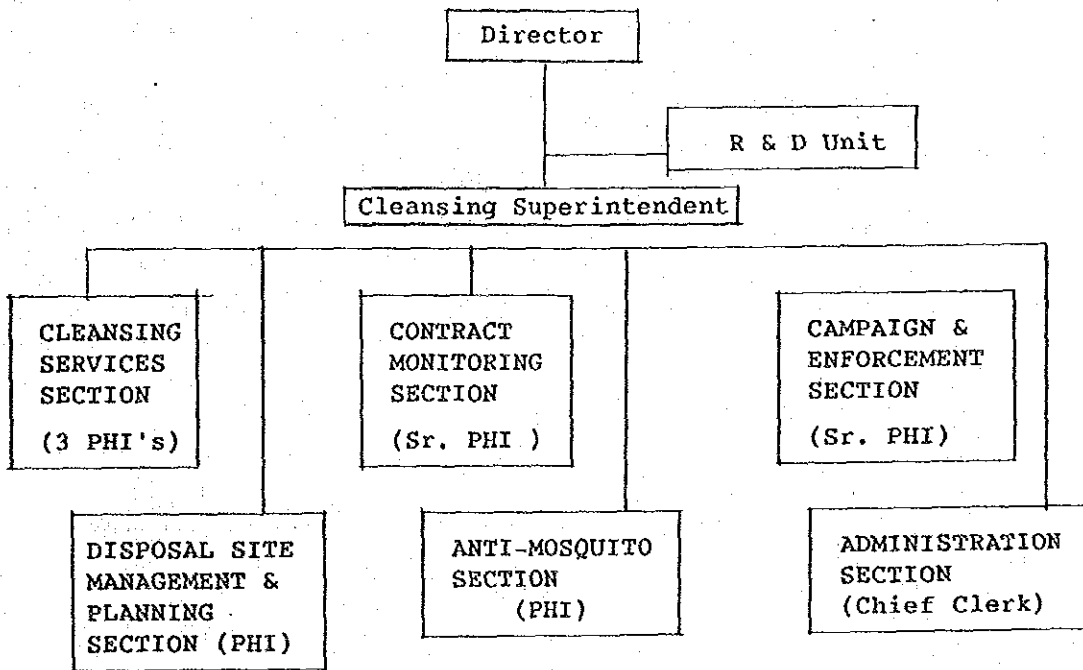 Director
R & D Unit
Cleansing Superintendent
CLEANSING
SERVICES
SECTION
(3 PHI's)
CONTRACT
MONITORING
SECTION
(Sr. PHI )
CAMPAIGN &
ENFORCEMENT
SECTION
(Sr. PHI)
DISPOSAL SITE
MANAGEMENT &
PLANNING
SECTION (PHI)
ANTI-MOSQUITO
SECTION
(PHI)
ADMINISTRATION
SECTION
(Chief Clerk)